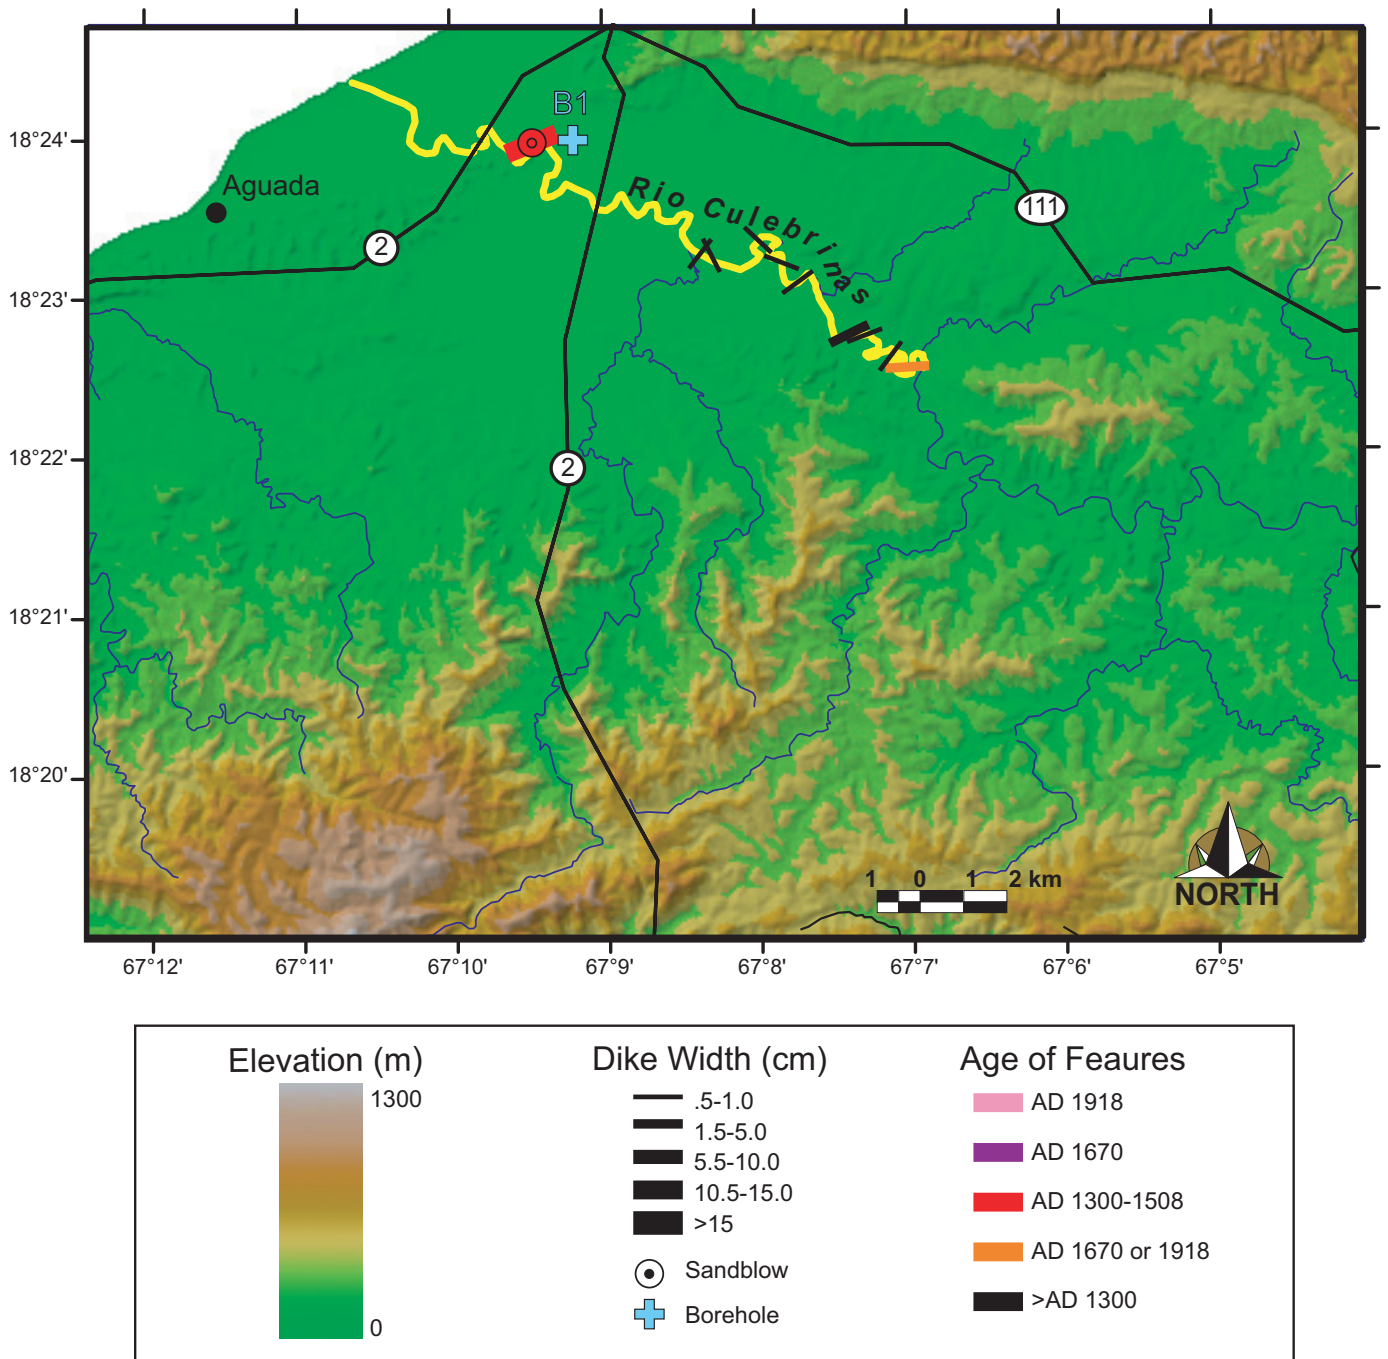 B1
18°24'
Aguada
Rio Culebrinas
111
2
18°23'
18°22'
2
18°21'
18°20'
1 0 1 2 km
NORTH
67°12' 67°11' 67°10' 67°9' 67°8' 67°7' 67°6' 67°5'
Elevation (m)
1300
0
Dike Width (cm)
.5-1.0
1.5-5.0
5.5-10.0
10.5-15.0
>15
Sandblow
Borehole
Age of Feaures
AD 1918
AD 1670
AD 1300-1508
AD 1670 or 1918
>AD 1300